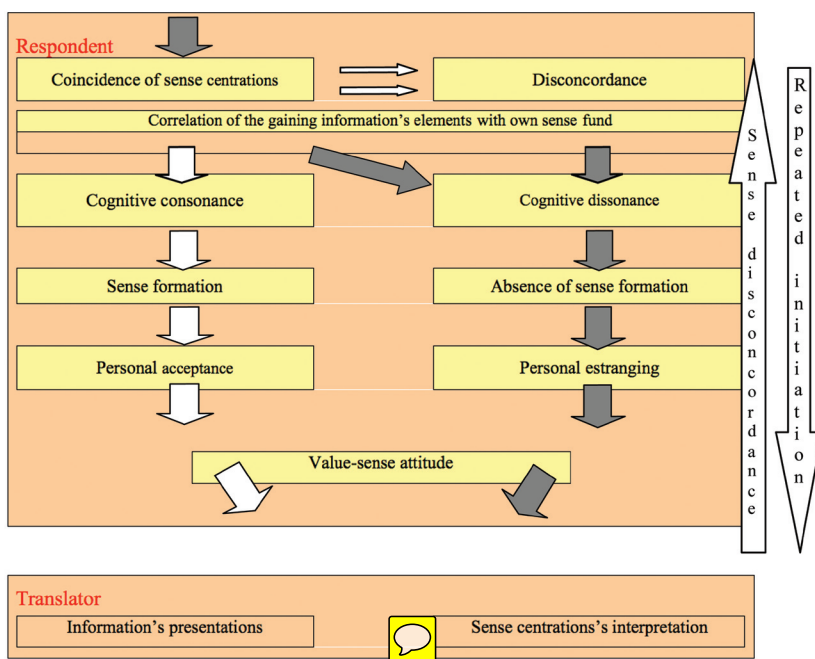 Respondent
Coincidence of sense centrations
Disconcordance
Correlation of the gaining information's elements with own sense fund
Cognitive consonance
Cognitive dissonance
Sense formation
Absence of sense formation
Personal acceptance
Personal estranging
Value-sense attitude
Sense disconcordance
Repeated initiation
Translator
Information's presentations
Sense centrations's interpretation